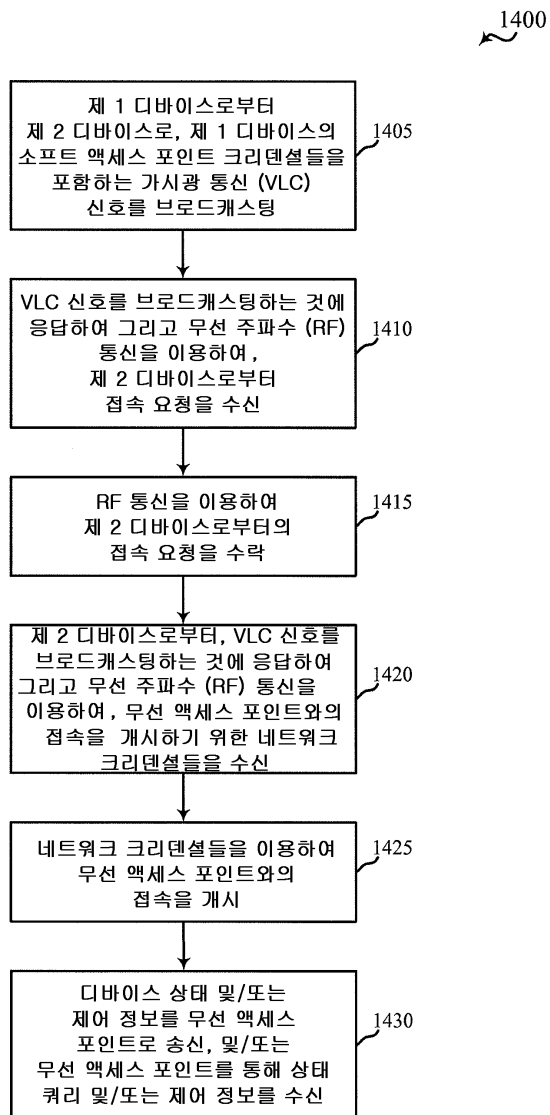 1400
제 1 디바이스로부터
제 2 디바이스로, 제 1 디바이스의
소프트 액세스 포인트 크리덴셜들을
포함하는 가시광 통신 (VLC)
신호를 브로드캐스팅
1405
VLC 신호를 브로드캐스팅하는 것에
응답하여 그리고 무선 주파수 (RF)
통신을 이용하여,
제 2 디바이스로부터
접속 요청을 수신
1410
RF 통신을 이용하여
제 2 디바이스로부터의
접속 요청을 수락
1415
제 2 디바이스로부터, VLC 신호를
브로드캐스팅하는 것에 응답하여
그리고 무선 주파수 (RF) 통신을
이용하여, 무선 액세스 포인트와의
접속을 개시하기 위한 네트워크
크리덴셜들을 수신
1420
네트워크 크리덴셜들을 이용하여
무선 액세스 포인트와의
접속을 개시
1425
디바이스 상태 및/또는
제어 정보를 무선 액세스
포인트로 송신, 및/또는
무선 액세스 포인트를 통해 상태
쿼리 및/또는 제어 정보를 수신
1430